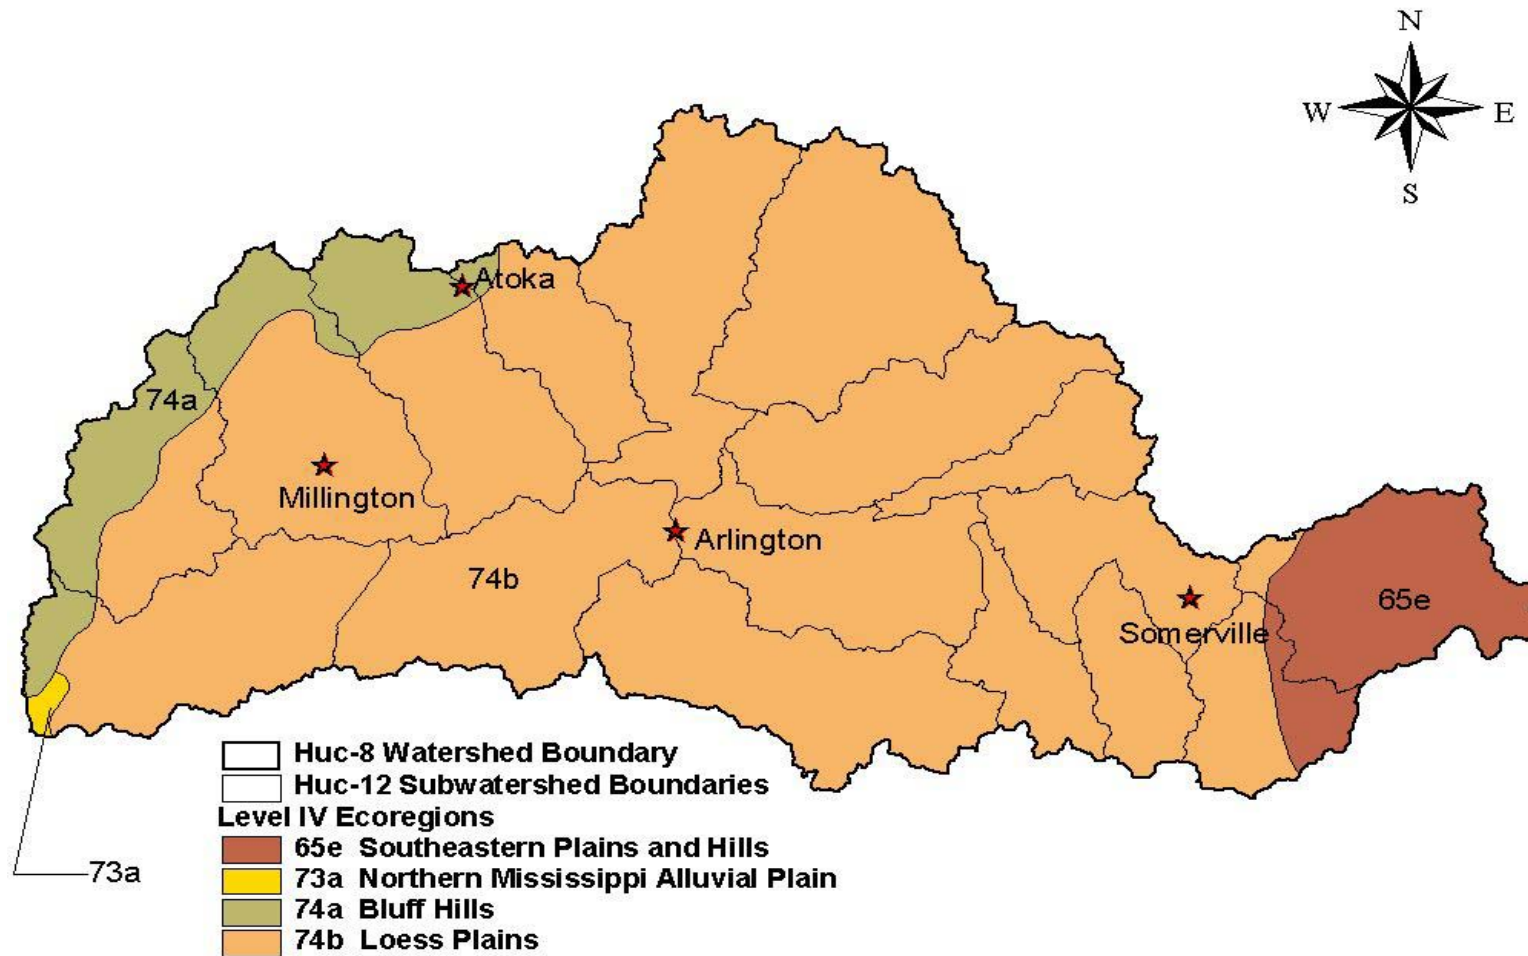 N
W E
S
Atoka
74a
Millington
Arlington
74b
65e
Somerville
Huc-8 Watershed Boundary
Huc-12 Subwatershed Boundaries
Level IV Ecoregions
65e Southeastern Plains and Hills
73a
73a Northern Mississippi Alluvial Plain
74a Bluff Hills
74b Loess Plains